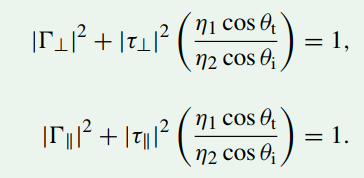 |Γ⊥|² + |τ⊥|² (η₁ cos θₜ / η₂ cos θᵢ) = 1,
|Γ∥|² + |τ∥|² (η₁ cos θₜ / η₂ cos θᵢ) = 1.